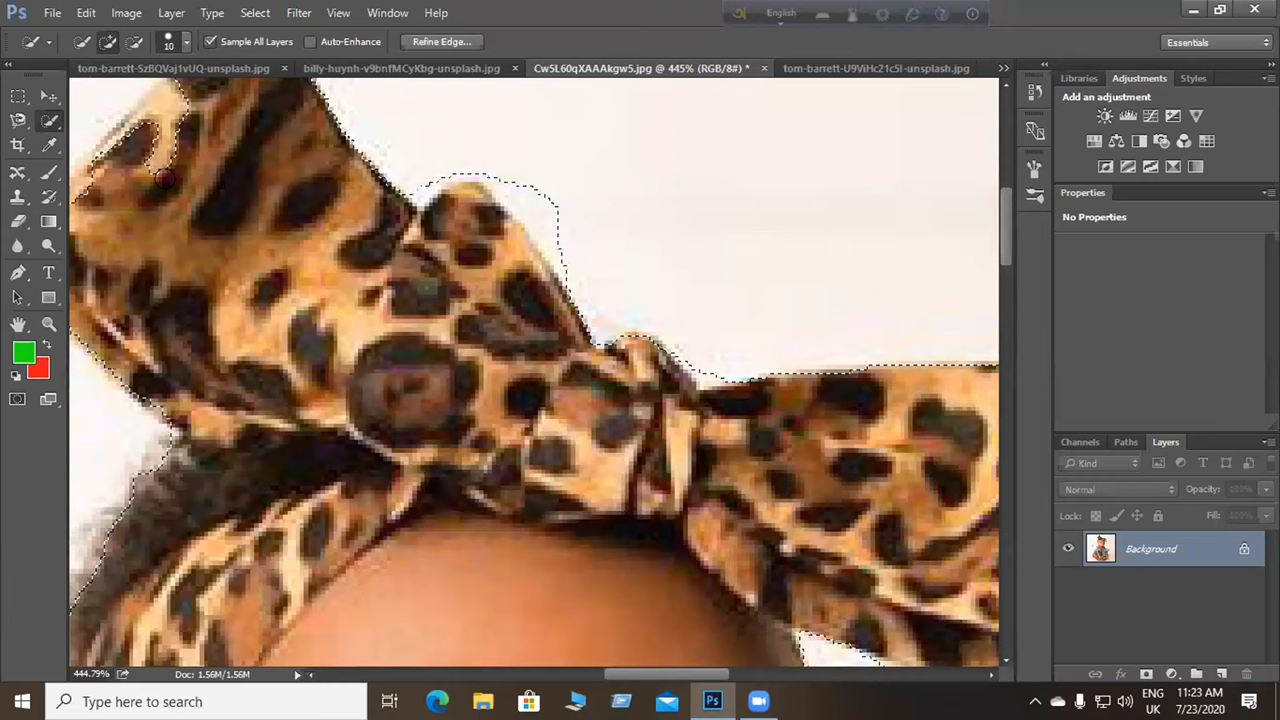 Ps File Edit Image Layer Type Select Filter View Window Help
English
10 Sample All Layers Auto-Enhance Refine Edge... Essentials
tom-barrett-SzBQVaj1vUQ-unsplash.jpg × billy-huynh-v9bnfMCyKbg-unsplash.jpg × Cw5L60qXAAAkgw5.jpg @ 445% (RGB/8#) * × tom-barrett-U9ViHc21c5I-unsplash.jpg
Libraries Adjustments Styles
Add an adjustment
Properties
No Properties
Channels Paths Layers
Kind
Normal Opacity:
Lock: Fill:
Background
444.79% Doc: 1.56M/1.56M
Type here to search
Ps
ENG 11:23 AM
UK 7/23/2020